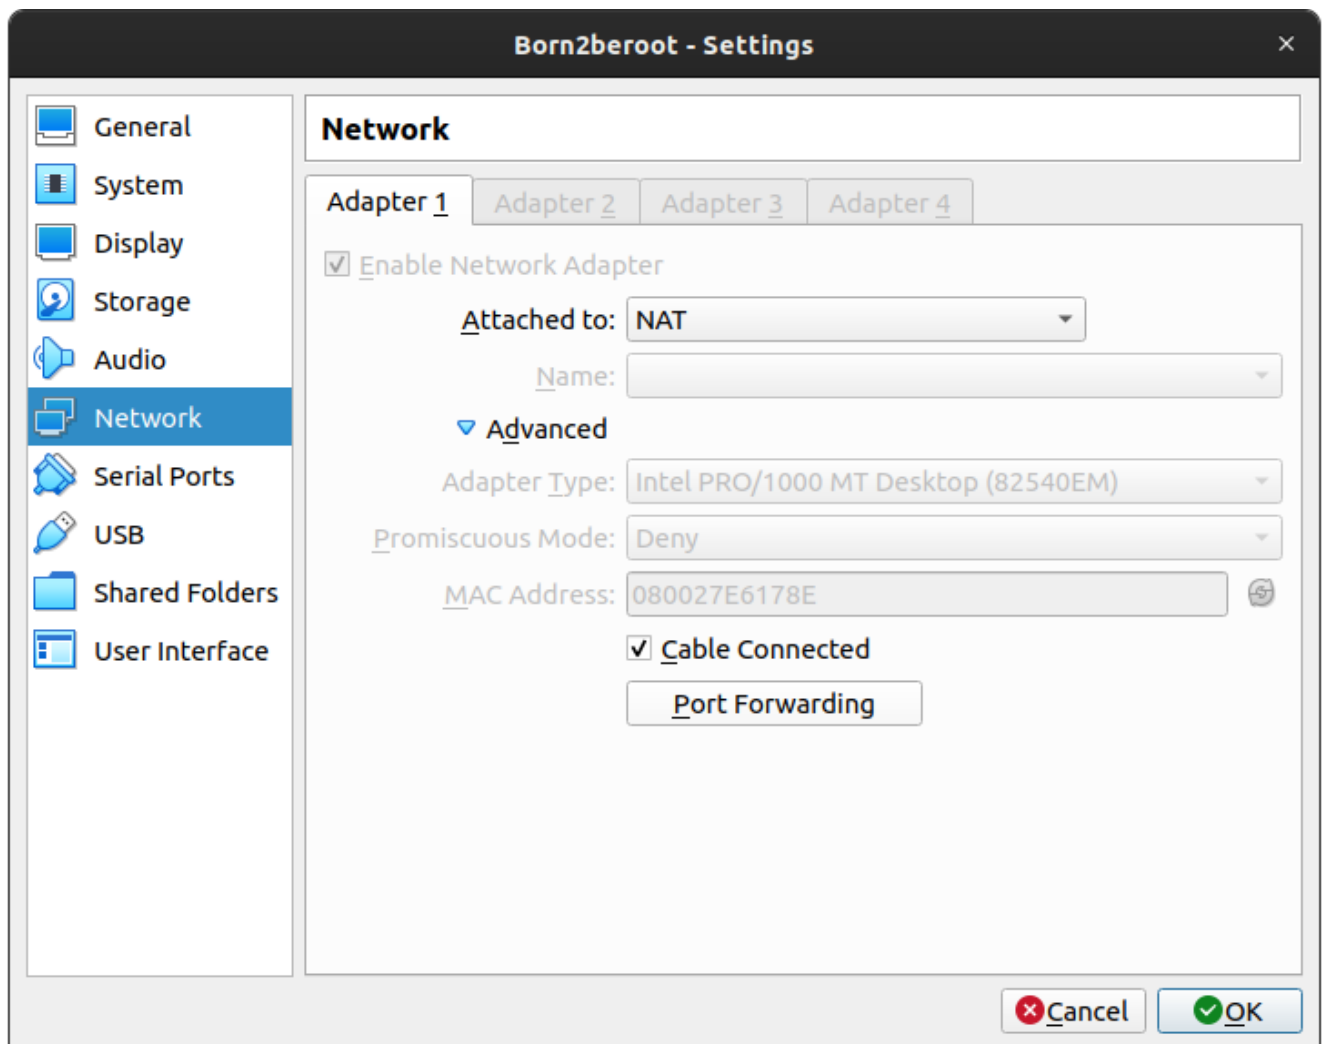 Born2beroot - Settings
General
System
Display
Storage
Audio
Network
Serial Ports
USB
Shared Folders
User Interface
Network
Adapter 1 Adapter 2 Adapter 3 Adapter 4
Enable Network Adapter
Attached to: NAT
Name:
Advanced
Adapter Type: Intel PRO/1000 MT Desktop (82540EM)
Promiscuous Mode: Deny
MAC Address: 080027E6178E
Cable Connected
Port Forwarding
Cancel OK